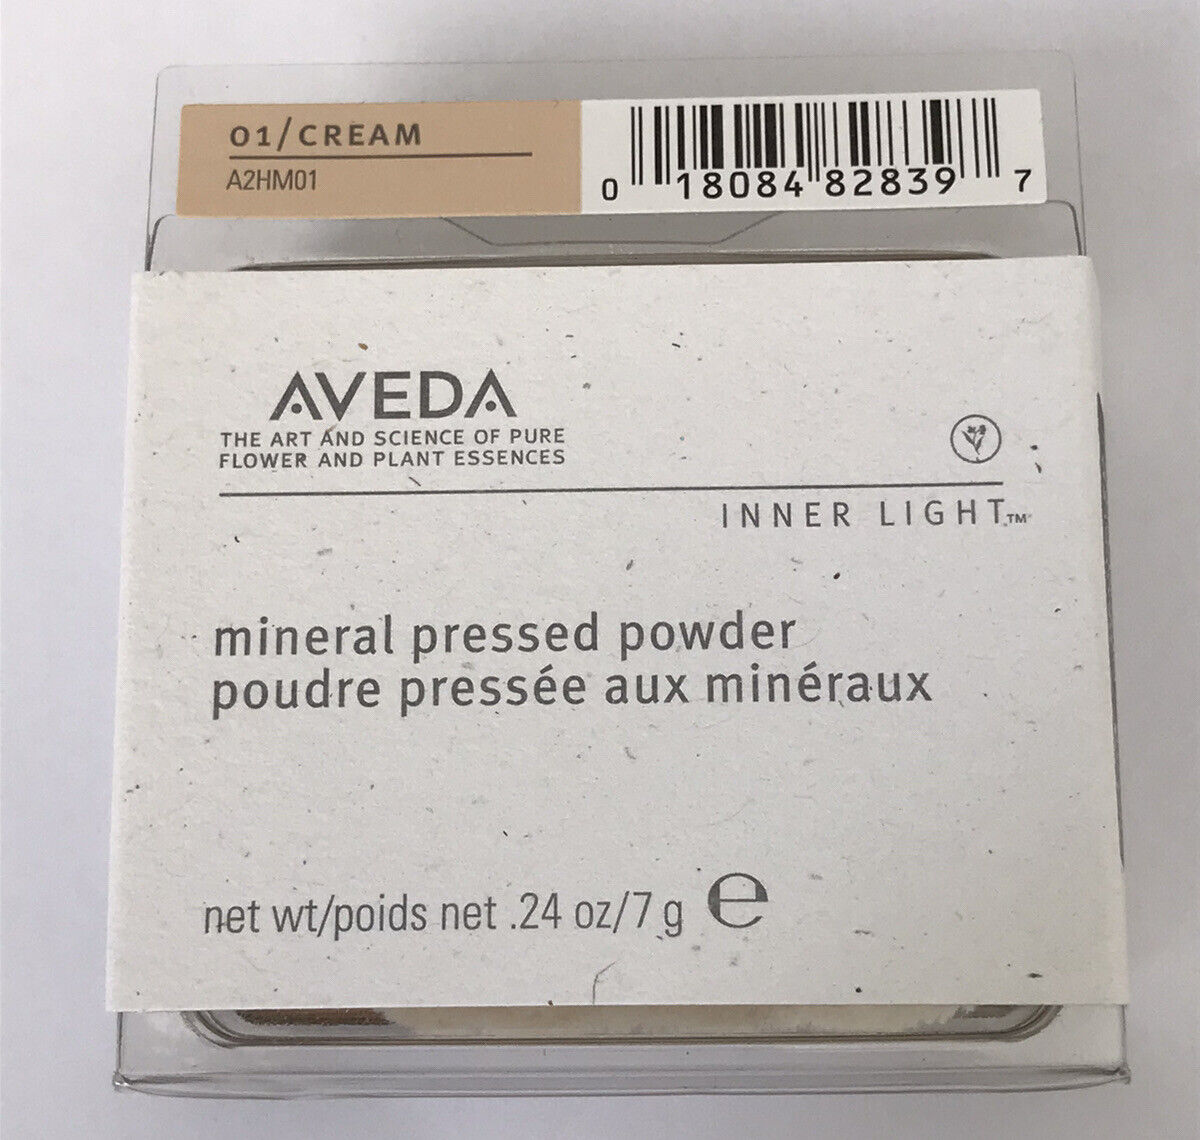 01/CREAM
A2HM01
0 18084 82839 7
AVEDA
THE ART AND SCIENCE OF PURE
FLOWER AND PLANT ESSENCES
INNER LIGHT™
mineral pressed powder
poudre pressée aux minéraux
net wt/poids net .24 oz/7 g ℮